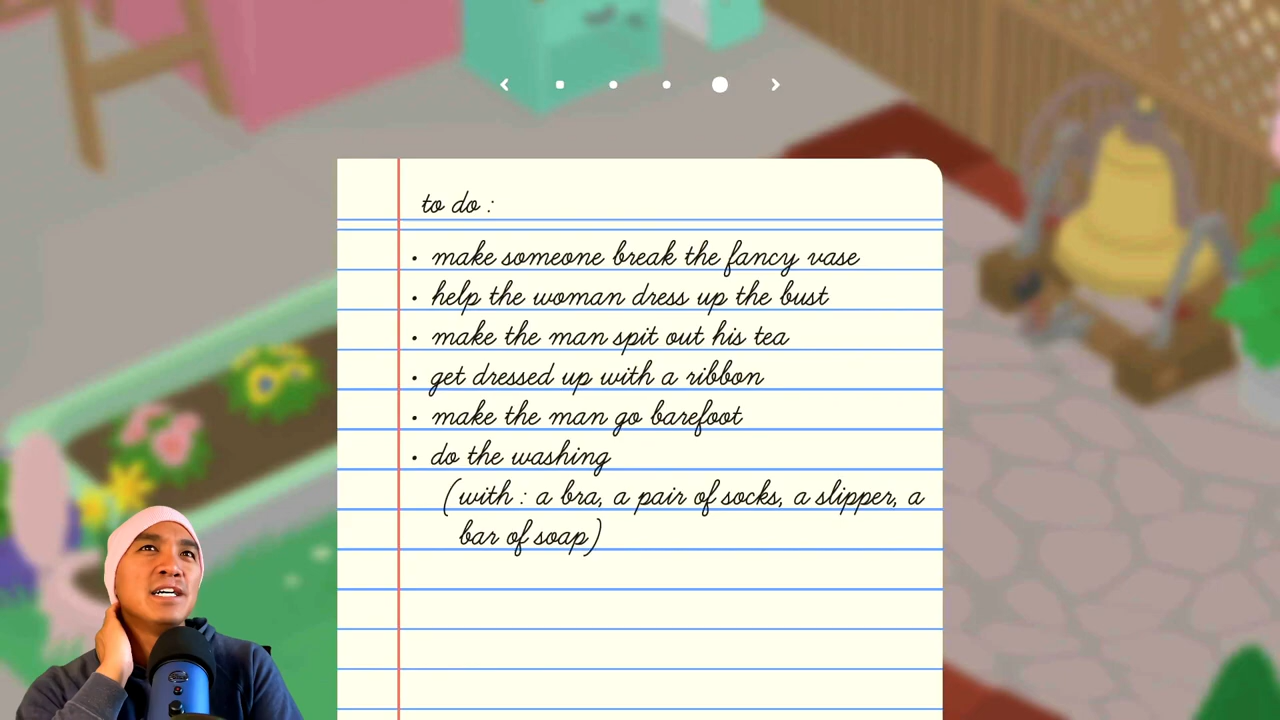 to do :
• make someone break the fancy vase
• help the woman dress up the bust
• make the man spit out his tea
• get dressed up with a ribbon
• make the man go barefoot
• do the washing
(with : a bra, a pair of socks, a slipper, a
bar of soap)